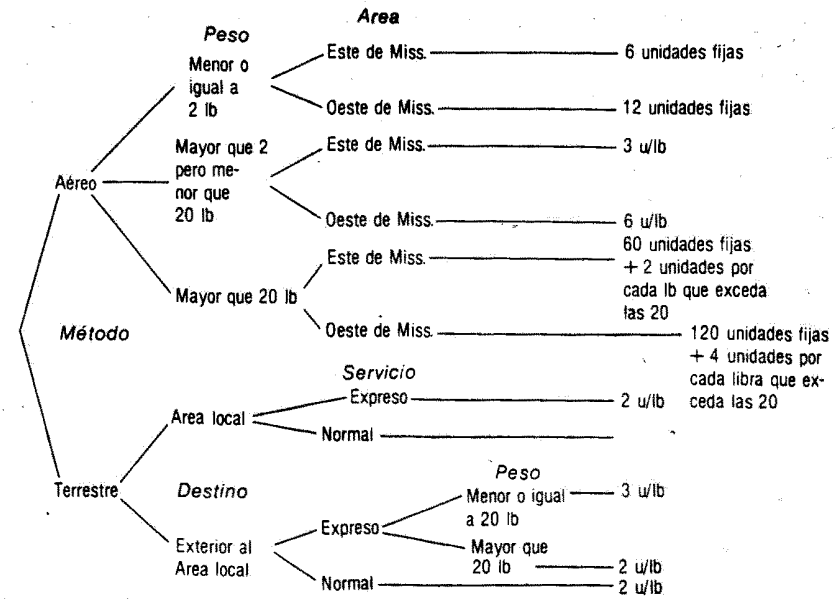 Area
Peso
Menor o
igual a
2 lb
Este de Miss.
6 unidades fijas
Oeste de Miss.
12 unidades fijas
Aéreo
Mayor que 2
pero me-
nor que
20 lb
Este de Miss.
3 u/lb
Oeste de Miss.
6 u/lb
Mayor que 20 lb
Este de Miss.
60 unidades fijas
+ 2 unidades por
cada lb que exceda
las 20
Oeste de Miss.
120 unidades fijas
+ 4 unidades por
cada libra que ex-
ceda las 20
Método
Servicio
Area local
Expreso
2 u/lb
Normal
Terrestre
Destino
Peso
Exterior al
Area local
Expreso
Menor o igual
a 20 lb
3 u/lb
Mayor que
20 lb
2 u/lb
Normal
2 u/lb